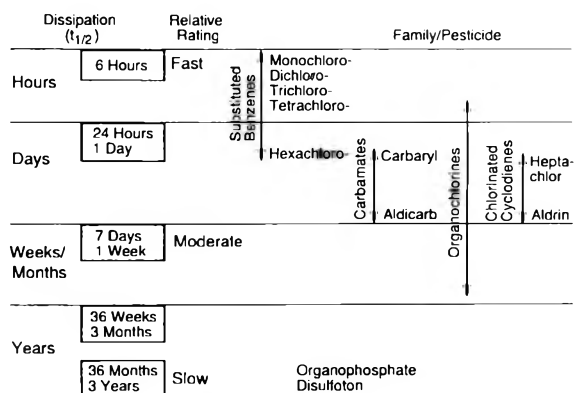 Dissipation
(t1/2)
Relative
Rating
Family/Pesticide
Hours
6 Hours
Fast
Substituted
Benzenes
Monochloro-
Dichloro-
Trichloro-
Tetrachloro-
Days
24 Hours
1 Day
Hexachloro-
Carbamates
Carbaryl
Aldicarb
Organochlorines
Chlorinated
Cyclodienes
Hepta-
chlor
Aldrin
Weeks/
Months
7 Days
1 Week
Moderate
Years
36 Weeks
3 Months
36 Months
3 Years
Slow
Organophosphate
Disulfoton